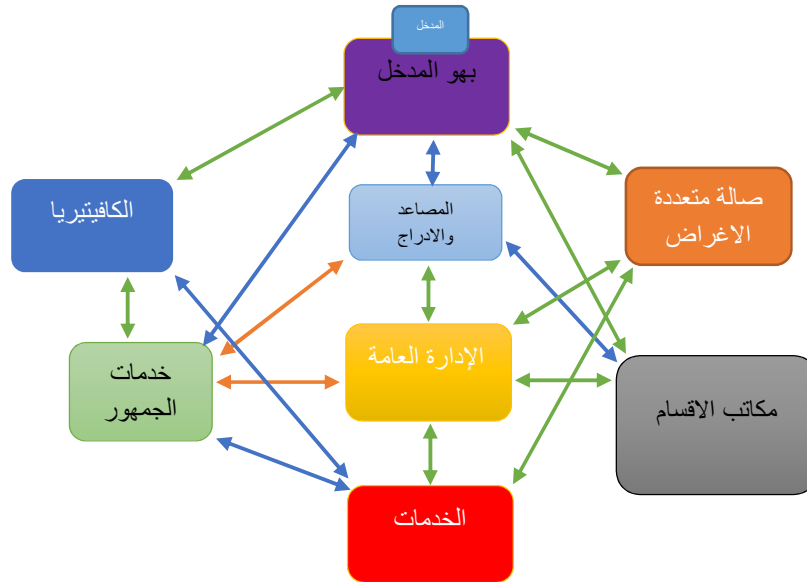 المدخل
بهو المدخل
الكافيتيريا
المصاعد
والادراج
صالة متعددة
الاغراض
خدمات
الجمهور
الإدارة العامة
مكاتب الاقسام
الخدمات